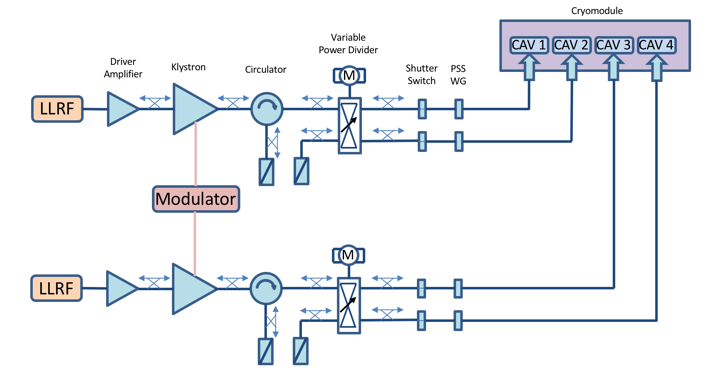 Cryomodule
CAV 1 CAV 2 CAV 3 CAV 4
Variable
Power Divider
Driver
Amplifier
Klystron
Circulator
M
Shutter
Switch
PSS
WG
LLRF
Modulator
M
LLRF